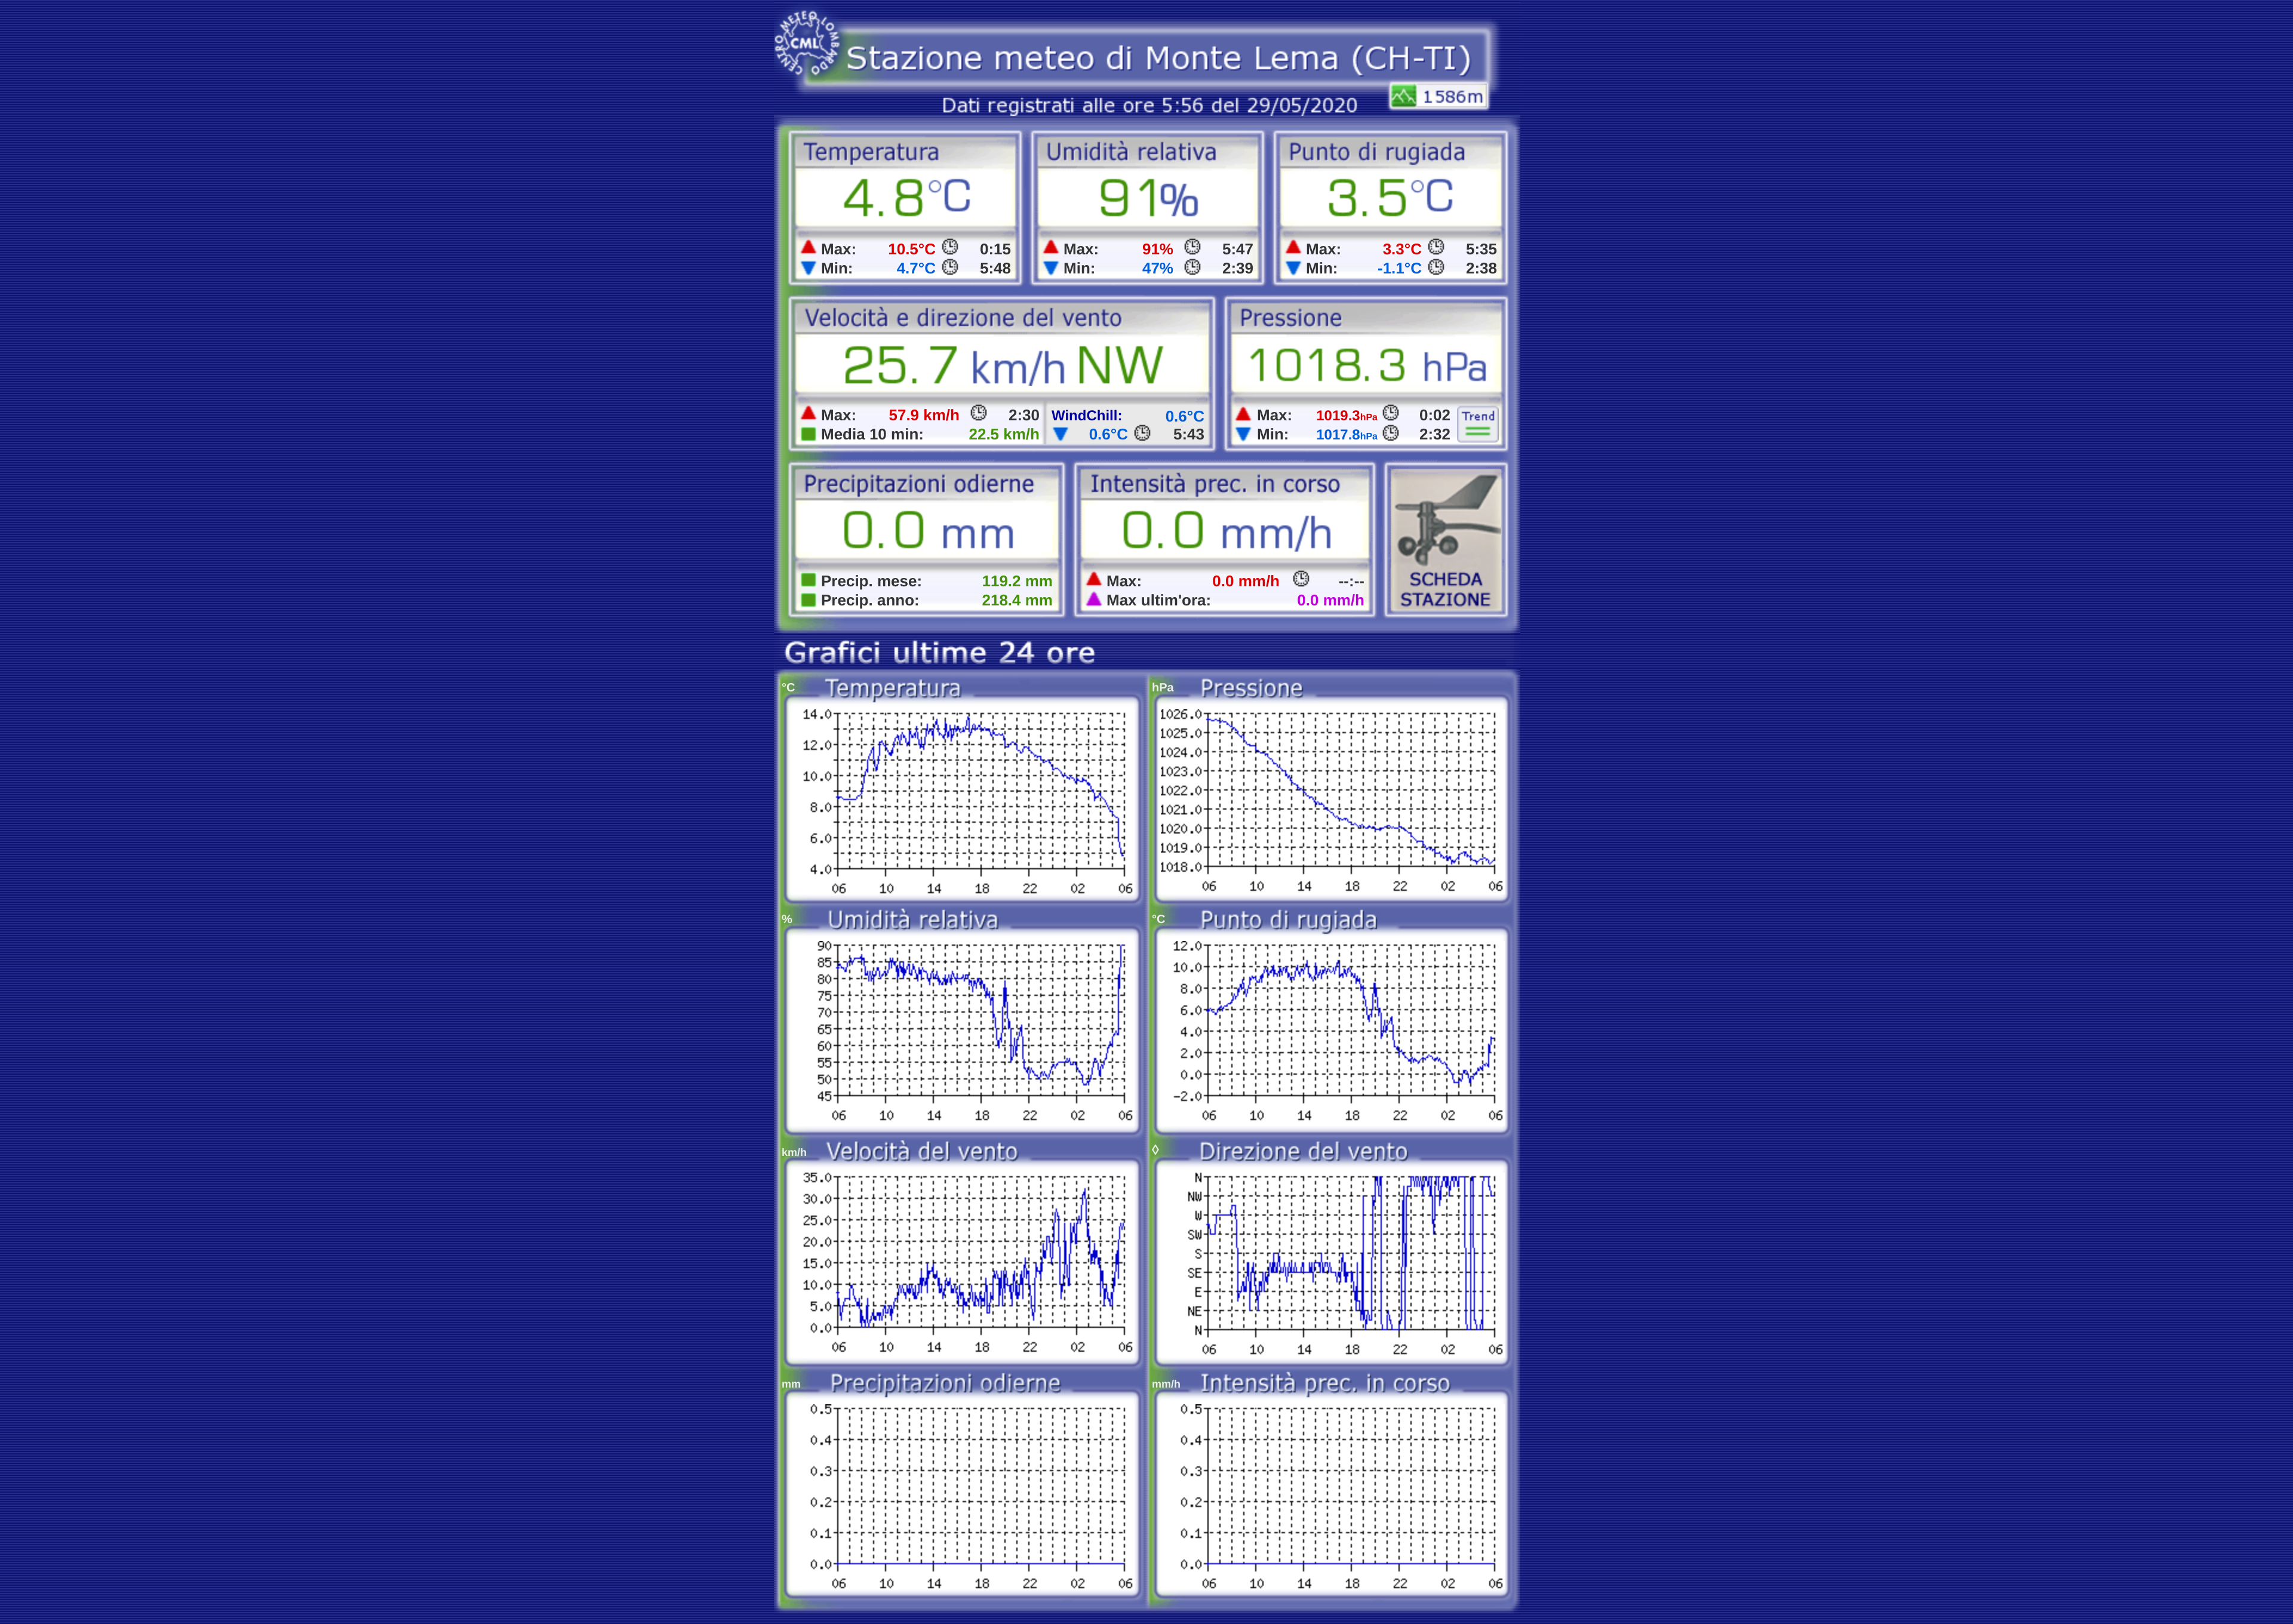 CENTRO METEO LOMBARDO
CML
Stazione meteo di Monte Lema (CH-TI)
1586m
Dati registrati alle ore 5:56 del 29/05/2020
Temperatura
4.8°C
Max: 10.5°C 0:15
Min: 4.7°C 5:48
Umidità relativa
91%
Max: 91% 5:47
Min: 47% 2:39
Punto di rugiada
3.5°C
Max: 3.3°C 5:35
Min: -1.1°C 2:38
Velocità e direzione del vento
25.7 km/h NW
Max: 57.9 km/h 2:30
Media 10 min: 22.5 km/h
WindChill: 0.6°C
0.6°C 5:43
Pressione
1018.3 hPa
Max: 1019.3hPa 0:02
Min: 1017.8hPa 2:32
Trend
Precipitazioni odierne
0.0 mm
Precip. mese: 119.2 mm
Precip. anno: 218.4 mm
Intensità prec. in corso
0.0 mm/h
Max: 0.0 mm/h --:--
Max ultim'ora: 0.0 mm/h
SCHEDA
STAZIONE
Grafici ultime 24 ore
°C Temperatura
14.0
12.0
10.0
8.0
6.0
4.0
06 10 14 18 22 02 06
hPa Pressione
1026.0
1025.0
1024.0
1023.0
1022.0
1021.0
1020.0
1019.0
1018.0
06 10 14 18 22 02 06
% Umidità relativa
90
85
80
75
70
65
60
55
50
45
06 10 14 18 22 02 06
°C Punto di rugiada
12.0
10.0
8.0
6.0
4.0
2.0
0.0
-2.0
06 10 14 18 22 02 06
km/h Velocità del vento
35.0
30.0
25.0
20.0
15.0
10.0
5.0
0.0
06 10 14 18 22 02 06
◊ Direzione del vento
N
NW
W
SW
S
SE
E
NE
N
06 10 14 18 22 02 06
mm Precipitazioni odierne
0.5
0.4
0.3
0.2
0.1
0.0
06 10 14 18 22 02 06
mm/h Intensità prec. in corso
0.5
0.4
0.3
0.2
0.1
0.0
06 10 14 18 22 02 06